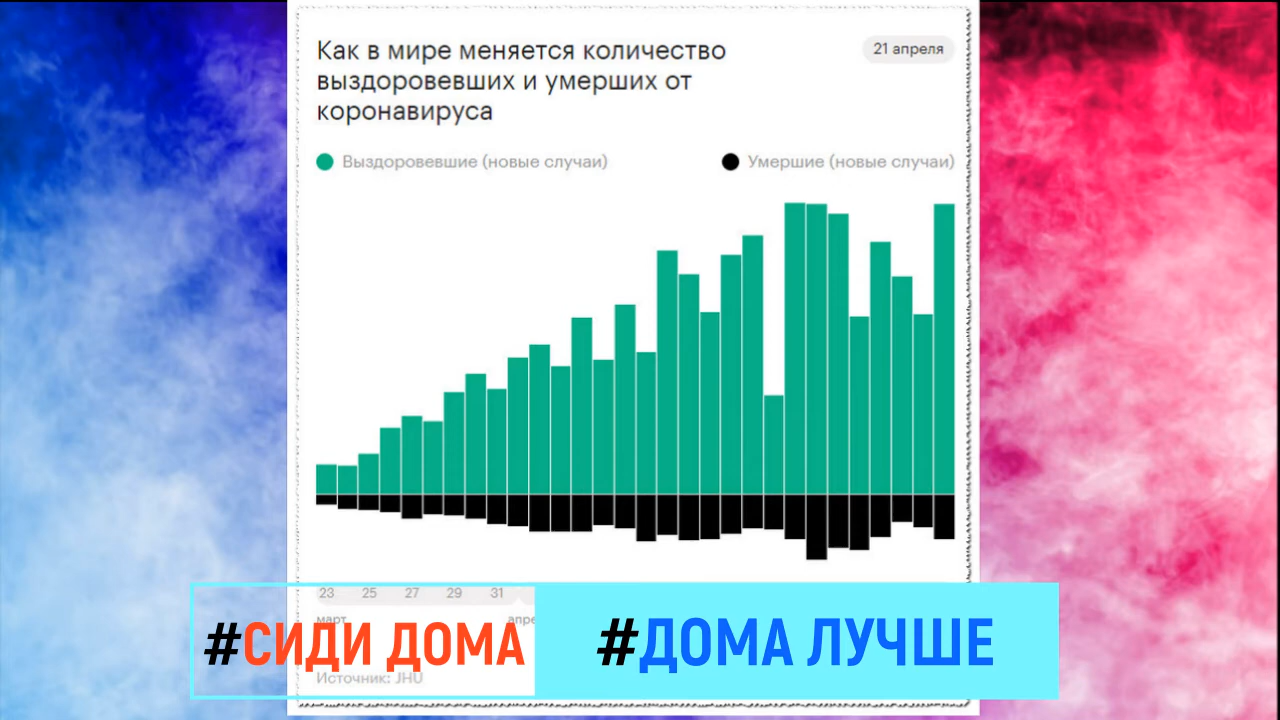 Как в мире меняется количество
выздоровевших и умерших от
коронавируса
21 апреля
Выздоровевшие (новые случаи)
Умершие (новые случаи)
23 25 27 29 31
март
апре
#СИДИ ДОМА
#ДОМА ЛУЧШЕ
Источник: JHU